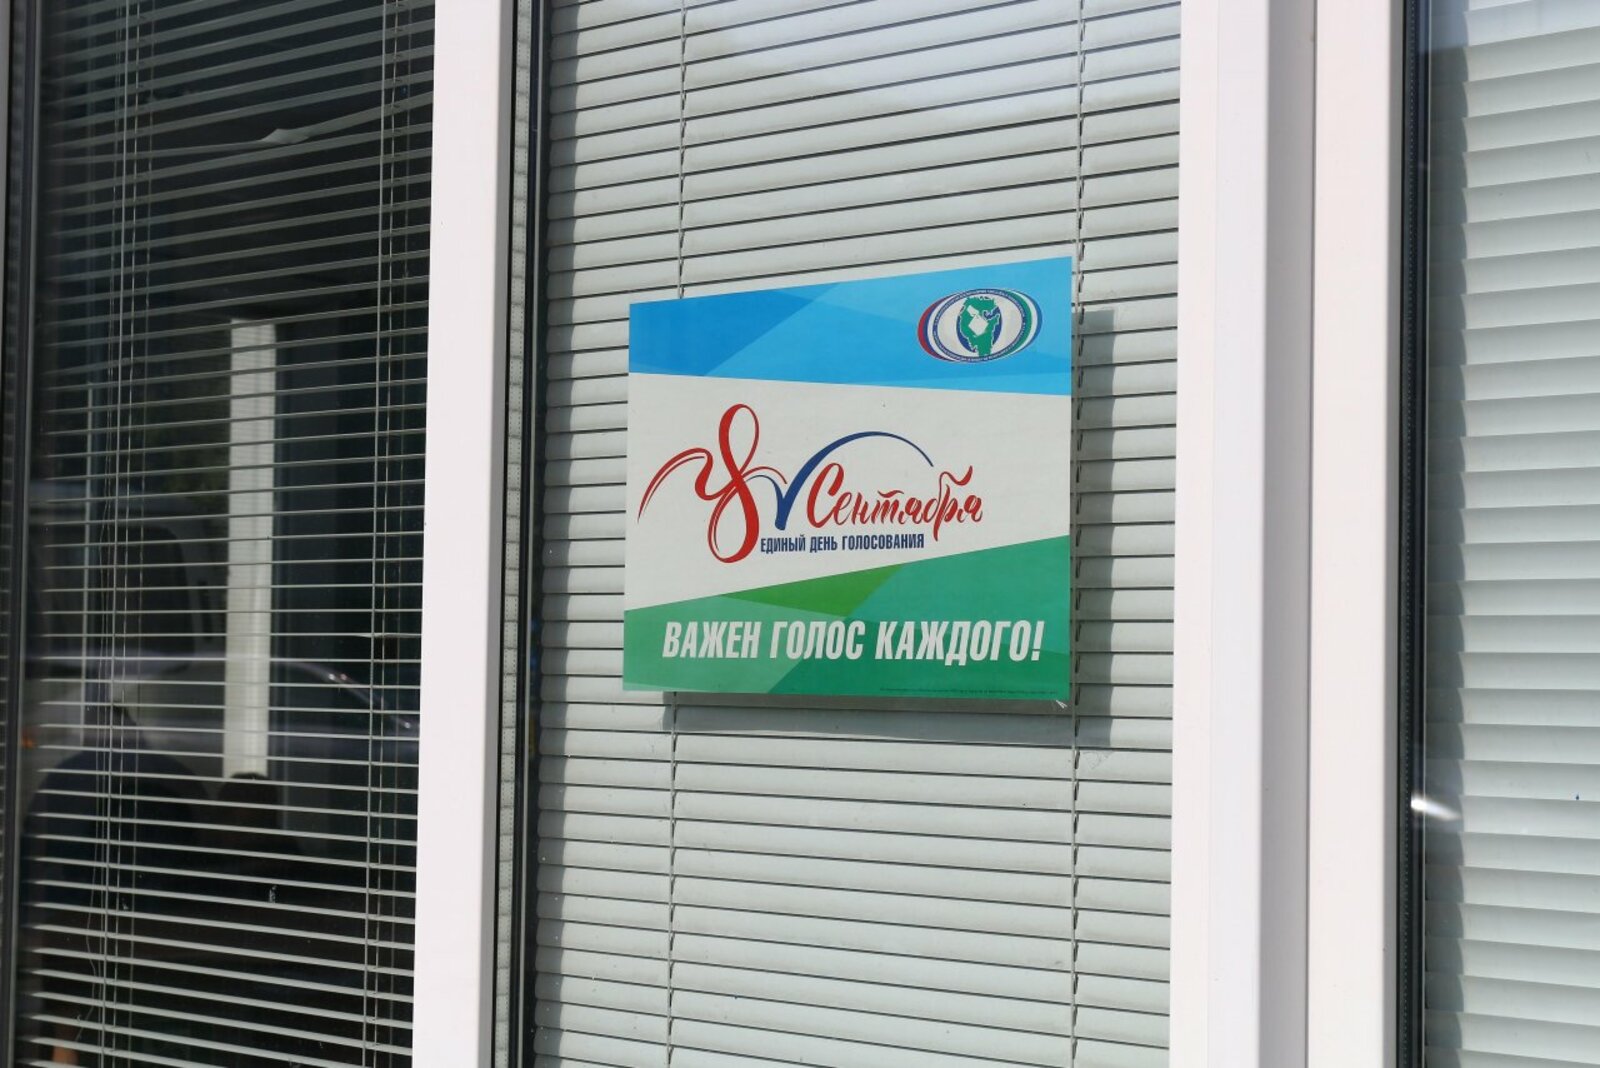 8 Сентября
ЕДИНЫЙ ДЕНЬ ГОЛОСОВАНИЯ
ВАЖЕН ГОЛОС КАЖДОГО!